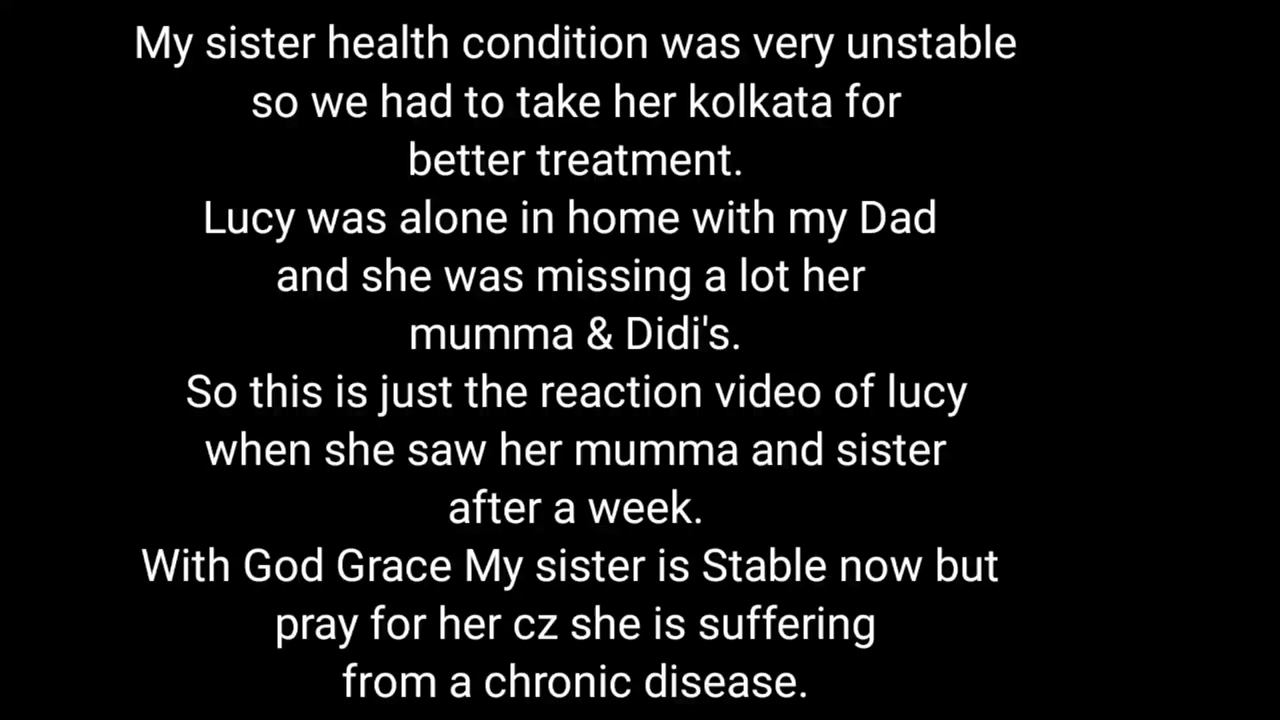 My sister health condition was very unstable
so we had to take her kolkata for
better treatment.
Lucy was alone in home with my Dad
and she was missing a lot her
mumma & Didi's.
So this is just the reaction video of lucy
when she saw her mumma and sister
after a week.
With God Grace My sister is Stable now but
pray for her cz she is suffering
from a chronic disease.